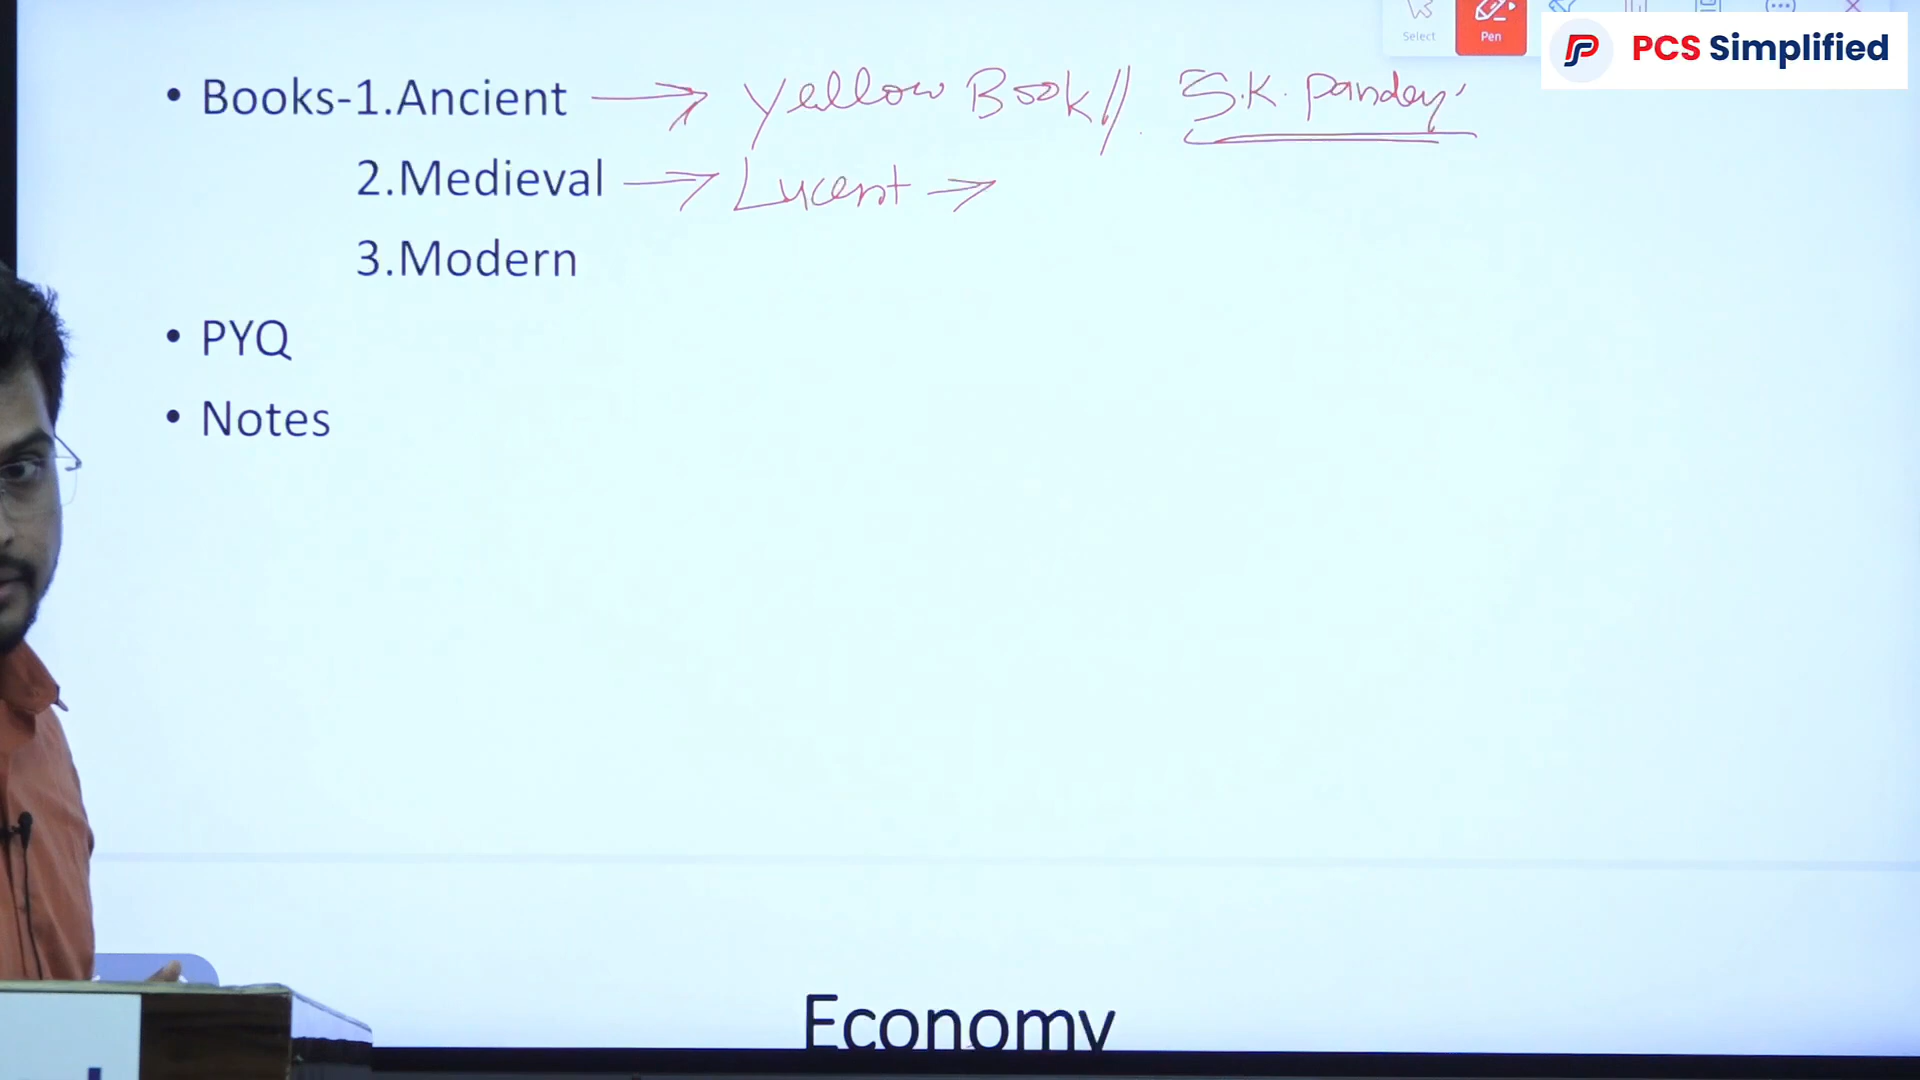 Select
Pen
PCS Simplified
• Books-1.Ancient → Yellow Book // S.K. Pandey
2.Medieval → Lucent →
3.Modern
• PYQ
• Notes
Economy